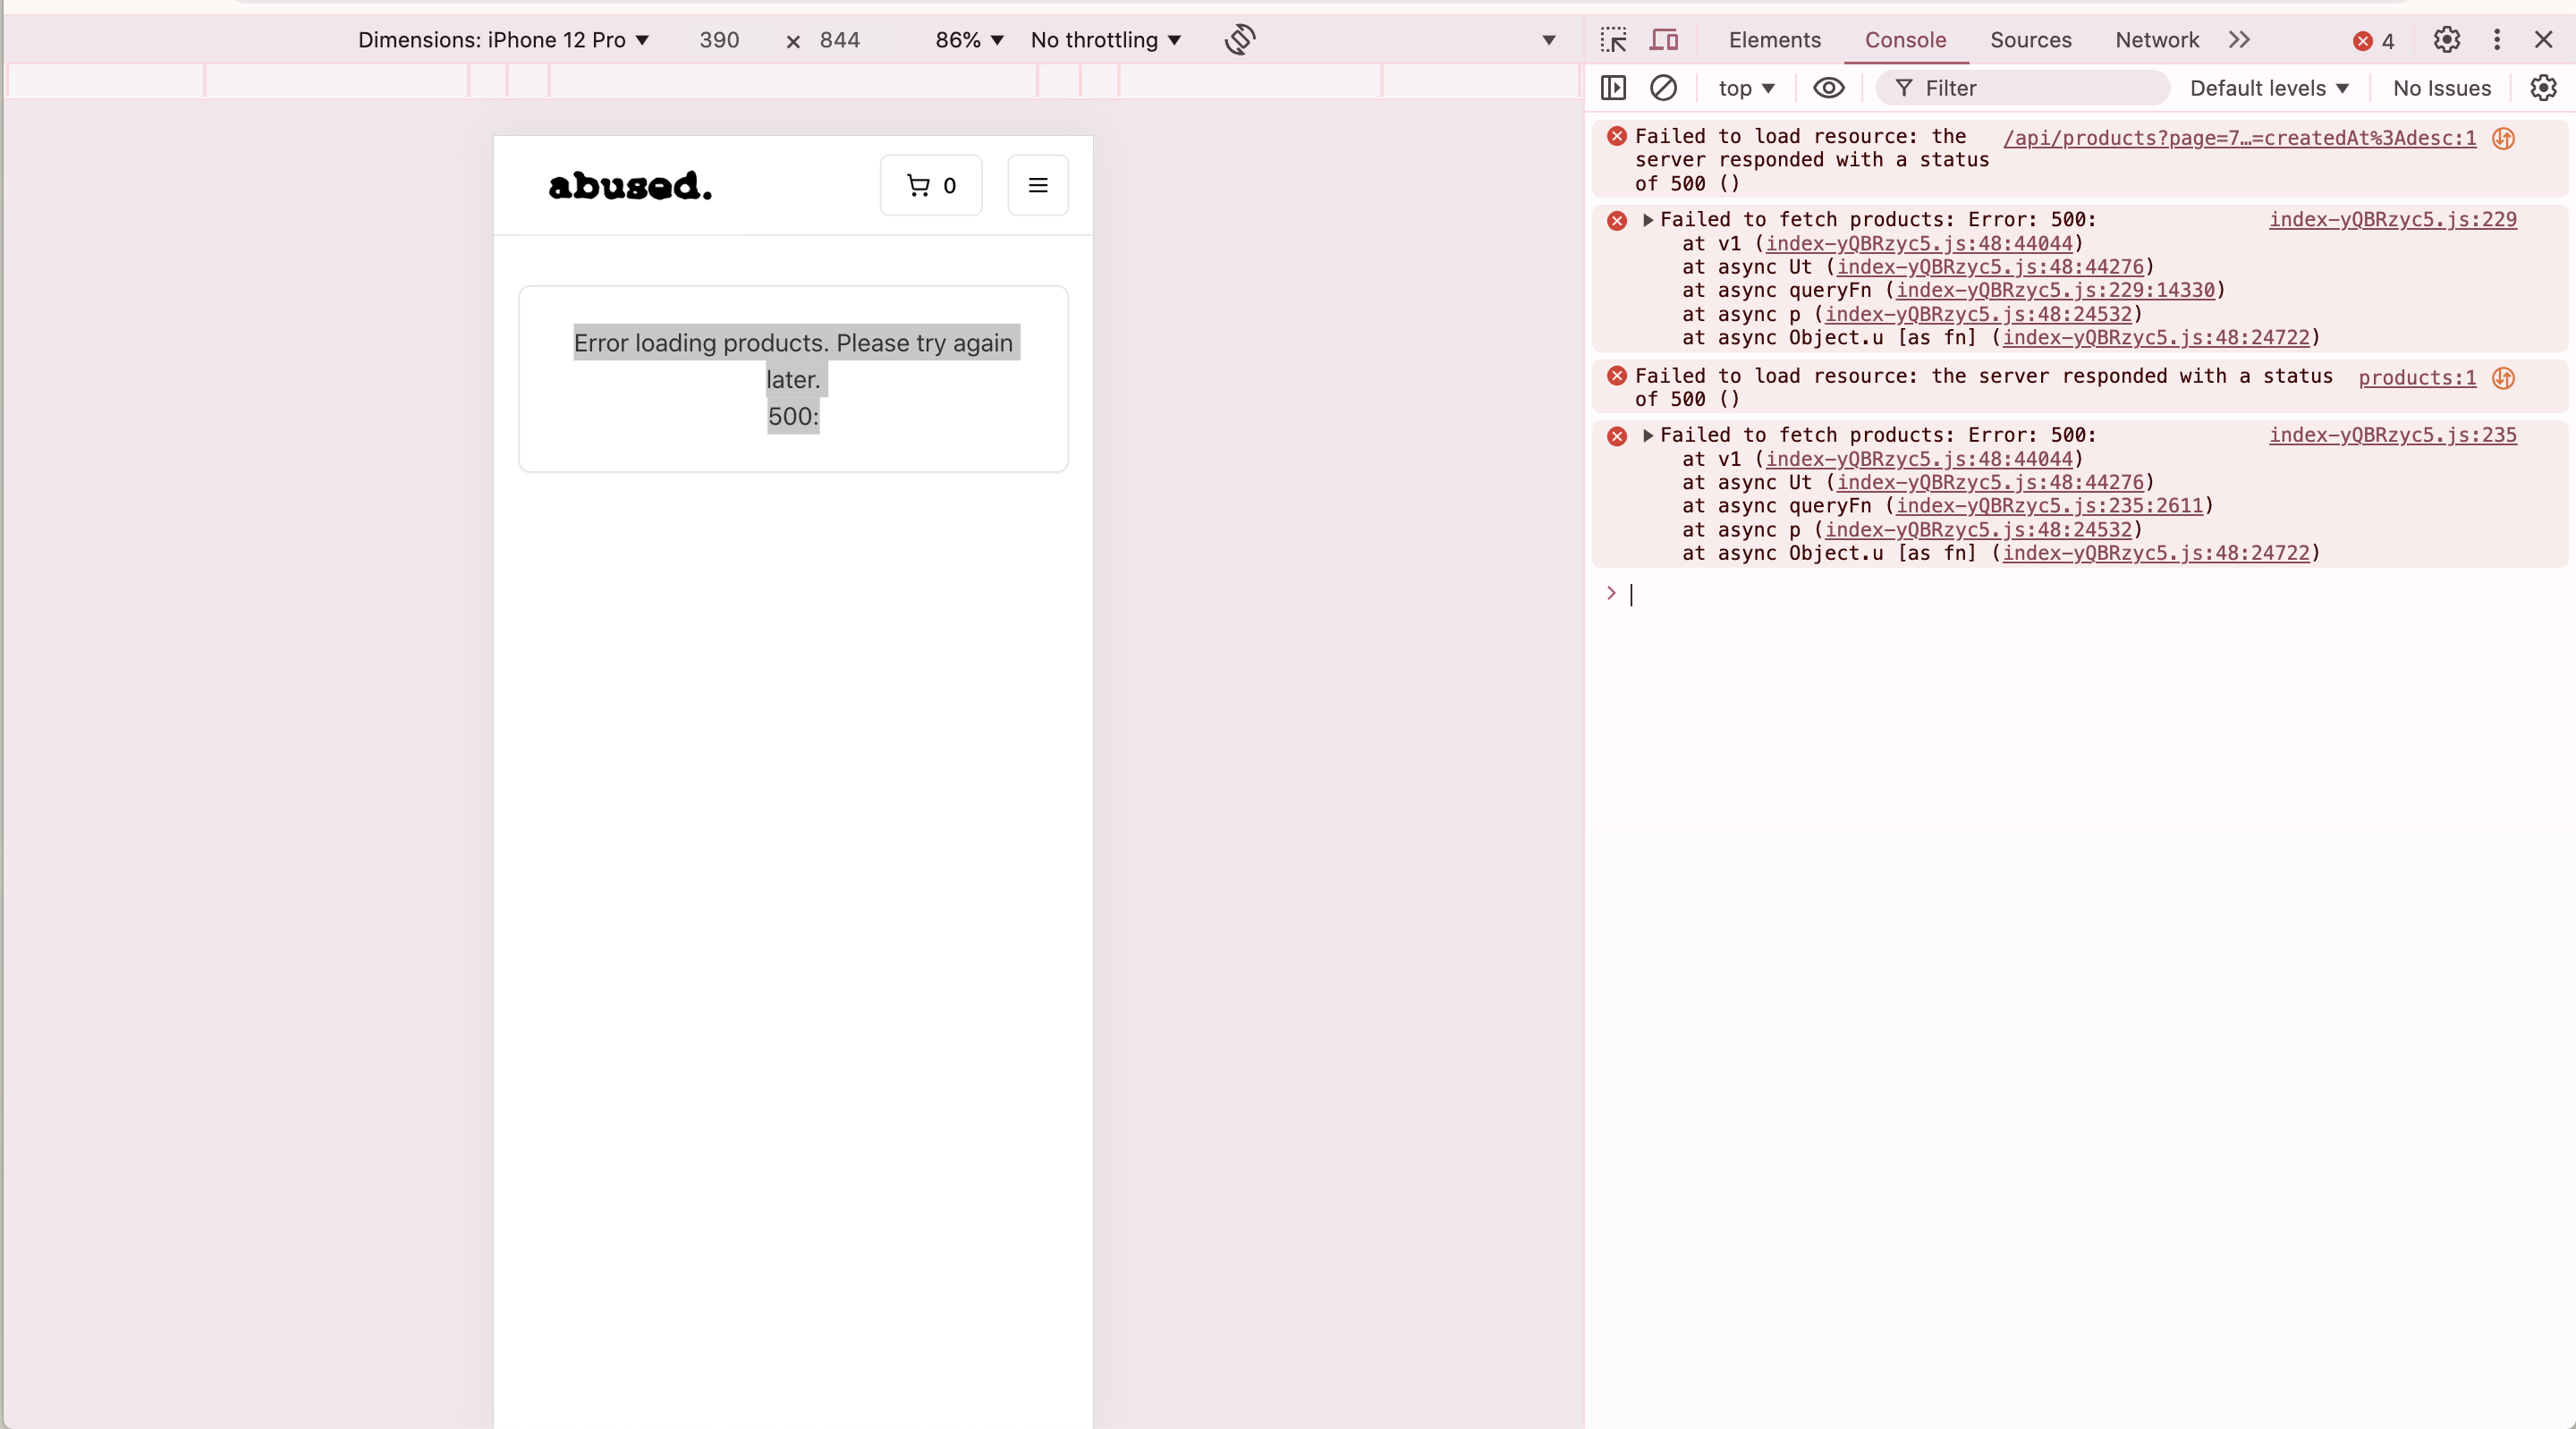 Dimensions: iPhone 12 Pro ▼ 390 × 844 86% ▼ No throttling ▼
Elements Console Sources Network 4
top ▼ Filter Default levels ▼ No Issues
abused. 0
Error loading products. Please try again
later.
500:
Failed to load resource: the /api/products?page=7…=createdAt%3Adesc:1
server responded with a status
of 500 ()
Failed to fetch products: Error: 500: index-yQBRzyc5.js:229
at v1 (index-yQBRzyc5.js:48:44044)
at async Ut (index-yQBRzyc5.js:48:44276)
at async queryFn (index-yQBRzyc5.js:229:14330)
at async p (index-yQBRzyc5.js:48:24532)
at async Object.u [as fn] (index-yQBRzyc5.js:48:24722)
Failed to load resource: the server responded with a status products:1
of 500 ()
Failed to fetch products: Error: 500: index-yQBRzyc5.js:235
at v1 (index-yQBRzyc5.js:48:44044)
at async Ut (index-yQBRzyc5.js:48:44276)
at async queryFn (index-yQBRzyc5.js:235:2611)
at async p (index-yQBRzyc5.js:48:24532)
at async Object.u [as fn] (index-yQBRzyc5.js:48:24722)